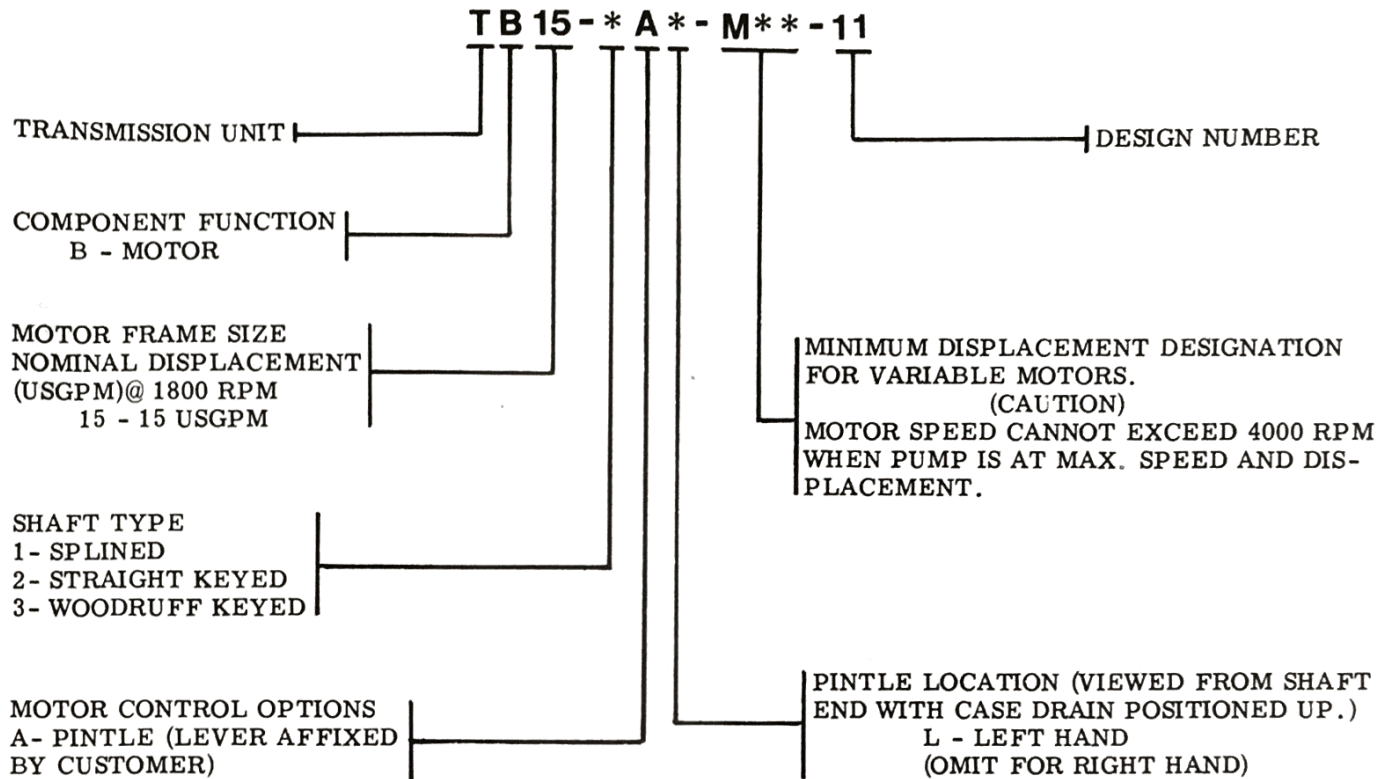 TB15-*A*-M**-11
TRANSMISSION UNIT
DESIGN NUMBER
COMPONENT FUNCTION
B - MOTOR
MOTOR FRAME SIZE
NOMINAL DISPLACEMENT
(USGPM)@ 1800 RPM
15 - 15 USGPM
MINIMUM DISPLACEMENT DESIGNATION
FOR VARIABLE MOTORS.
(CAUTION)
MOTOR SPEED CANNOT EXCEED 4000 RPM
WHEN PUMP IS AT MAX. SPEED AND DIS-
PLACEMENT.
SHAFT TYPE
1- SPLINED
2- STRAIGHT KEYED
3- WOODRUFF KEYED
MOTOR CONTROL OPTIONS
A- PINTLE (LEVER AFFIXED
BY CUSTOMER)
PINTLE LOCATION (VIEWED FROM SHAFT
END WITH CASE DRAIN POSITIONED UP.)
L - LEFT HAND
(OMIT FOR RIGHT HAND)